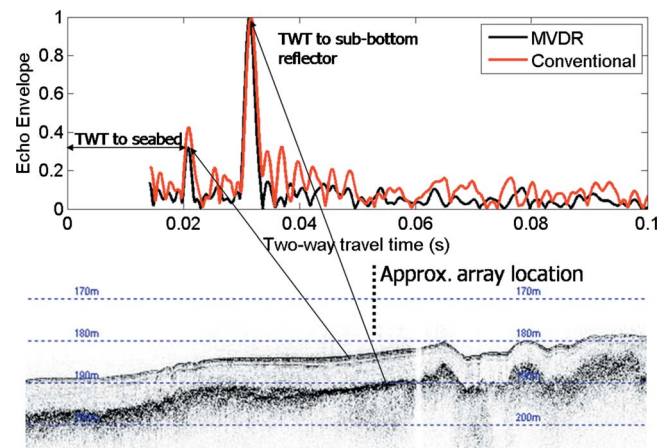 1
0.8
0.6
0.4
0.2
0
Echo Envelope
TWT to sub-bottom
reflector
TWT to seabed
MVDR
Conventional
0 0.02 0.04 0.06 0.08 0.1
Two-way travel time (s)
Approx. array location
170m 170m
180m 180m
190m 190m
200m